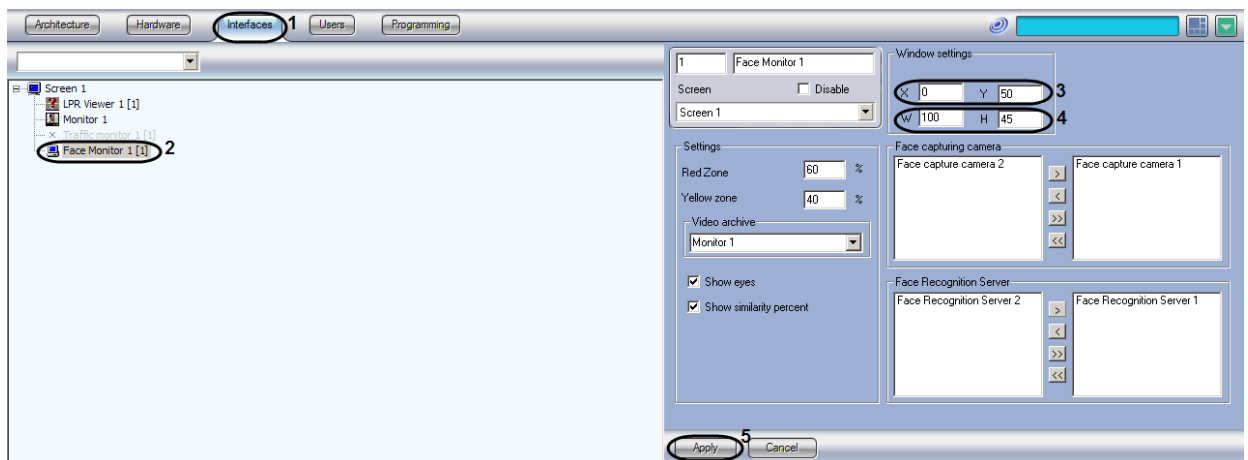 Architecture Hardware Interfaces 1 Users Programming
Screen 1
LPR Viewer 1 [1]
Monitor 1
Traffic monitor 1 [1]
Face Monitor 1 [1] 2
1 Face Monitor 1
Screen Disable
Screen 1
Window settings
X 0 Y 50 3
W 100 H 45 4
Settings
Red Zone 60 %
Yellow zone 40 %
Video archive
Monitor 1
Show eyes
Show similarity percent
Face capturing camera
Face capture camera 2 > Face capture camera 1
<
>>
<<
Face Recognition Server
Face Recognition Server 2 > Face Recognition Server 1
<
>>
<<
Apply 5 Cancel